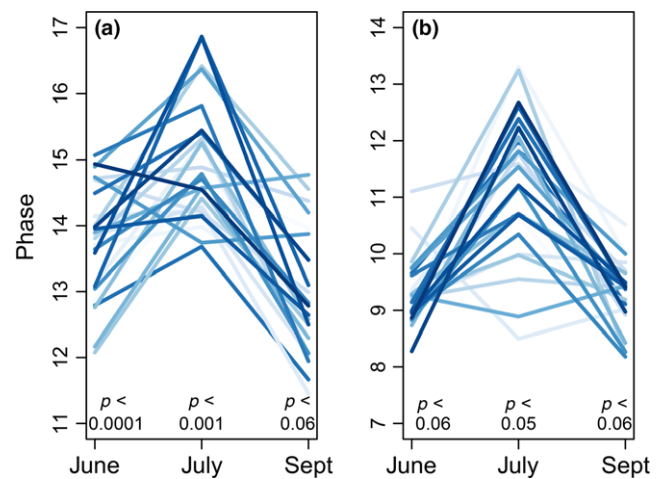 (a)
17
16
15
14
13
12
11
Phase
p < p < p <
0.0001 0.001 0.06
June July Sept
(b)
14
13
12
11
10
9
8
7
p < p < p <
0.06 0.05 0.06
June July Sept